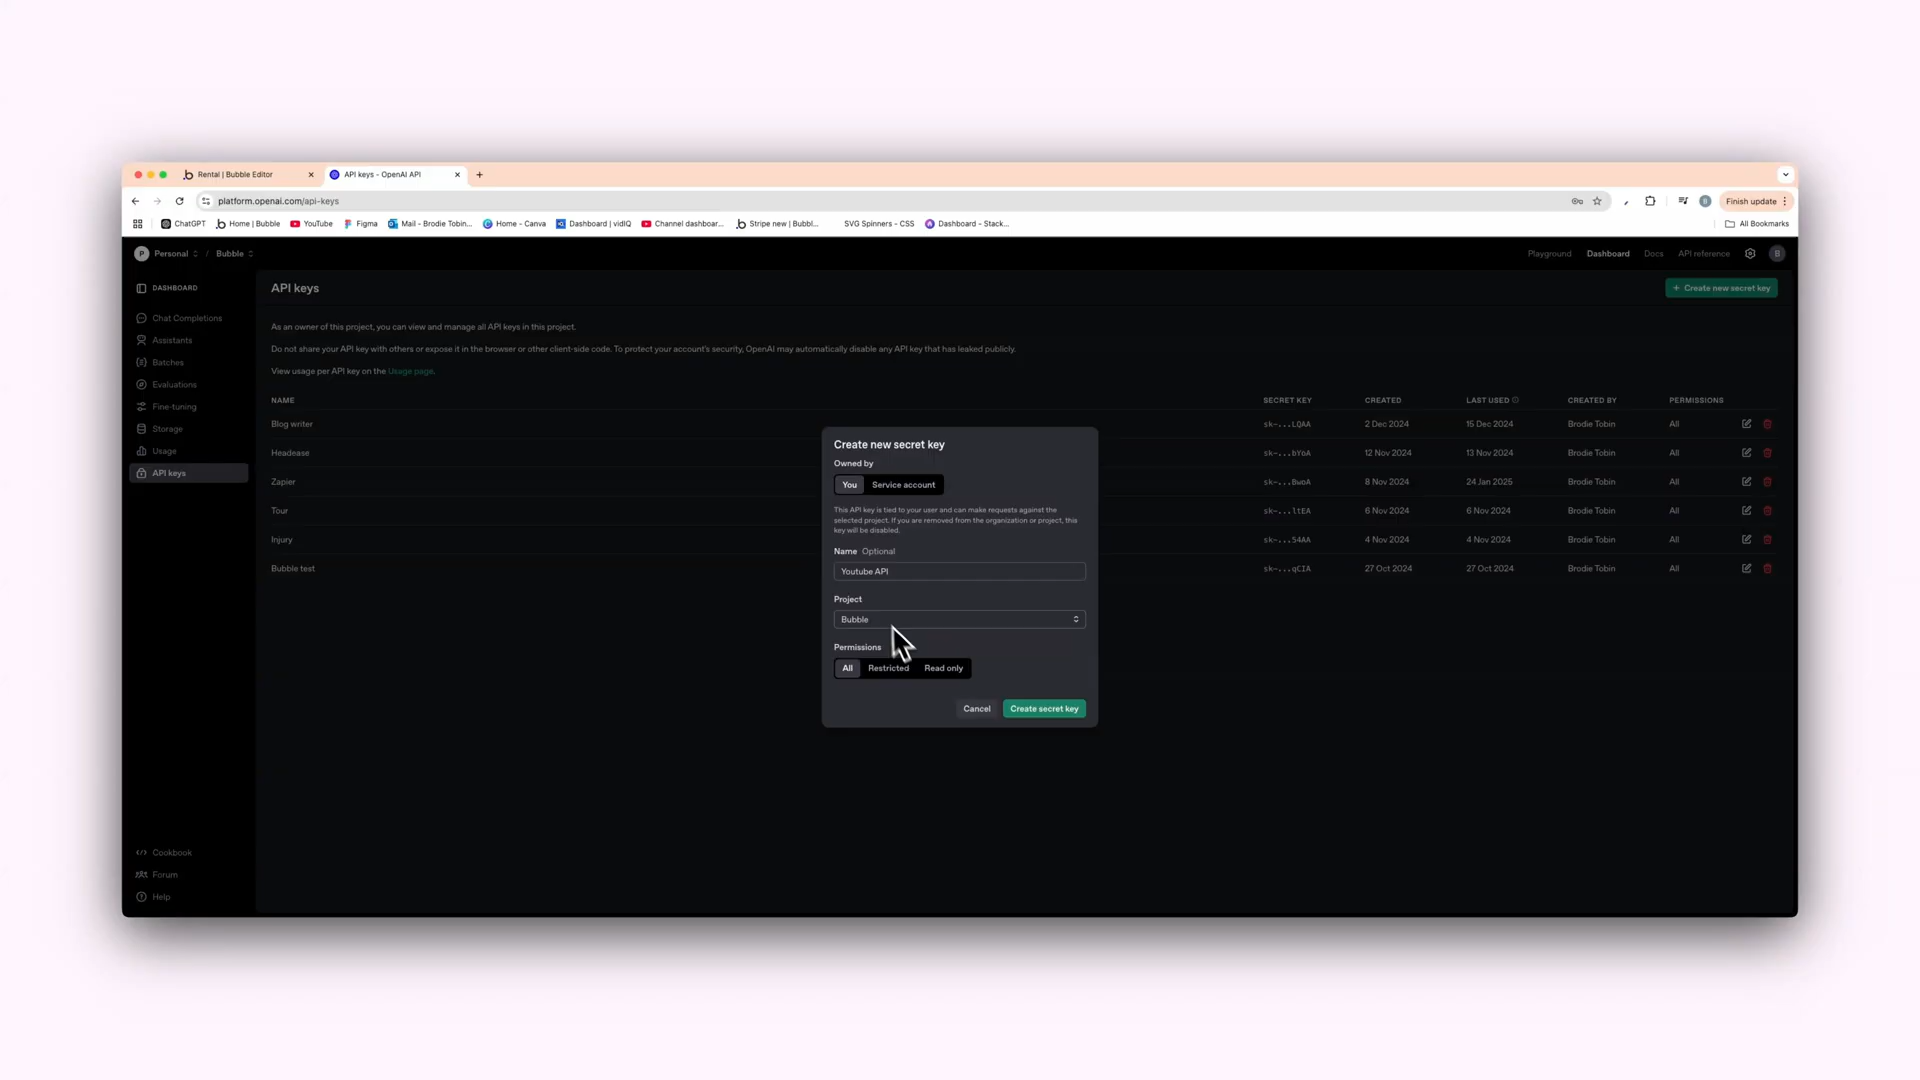 Rental | Bubble Editor
API keys - OpenAI API
platform.openai.com/api-keys
Finish update
ChatGPT
Home | Bubble
YouTube
Figma
Mail - Brodie Tobin...
Home - Canva
Dashboard | vidIQ
Channel dashboar...
Stripe new | Bubbl...
SVG Spinners - CSS
Dashboard - Stack...
All Bookmarks
P Personal / Bubble
Playground Dashboard Docs API reference B
DASHBOARD
Chat Completions
Assistants
Batches
Evaluations
Fine-tuning
Storage
Usage
API keys
Cookbook
Forum
Help
API keys
+ Create new secret key
As an owner of this project, you can view and manage all API keys in this project.
Do not share your API key with others or expose it in the browser or other client-side code. To protect your account's security, OpenAI may automatically disable any API key that has leaked publicly.
View usage per API key on the Usage page.
NAME SECRET KEY CREATED LAST USED CREATED BY PERMISSIONS
Blog writer sk-...LQAA 2 Dec 2024 15 Dec 2024 Brodie Tobin All
Headease sk-...bYoA 12 Nov 2024 13 Nov 2024 Brodie Tobin All
Zapier sk-...BwoA 8 Nov 2024 24 Jan 2025 Brodie Tobin All
Tour sk-...ltEA 6 Nov 2024 6 Nov 2024 Brodie Tobin All
Injury sk-...54AA 4 Nov 2024 4 Nov 2024 Brodie Tobin All
Bubble test sk-...qCIA 27 Oct 2024 27 Oct 2024 Brodie Tobin All
Create new secret key
Owned by
You Service account
This API key is tied to your user and can make requests against the
selected project. If you are removed from the organization or project, this
key will be disabled.
Name Optional
Youtube API
Project
Bubble
Permissions
All Restricted Read only
Cancel Create secret key